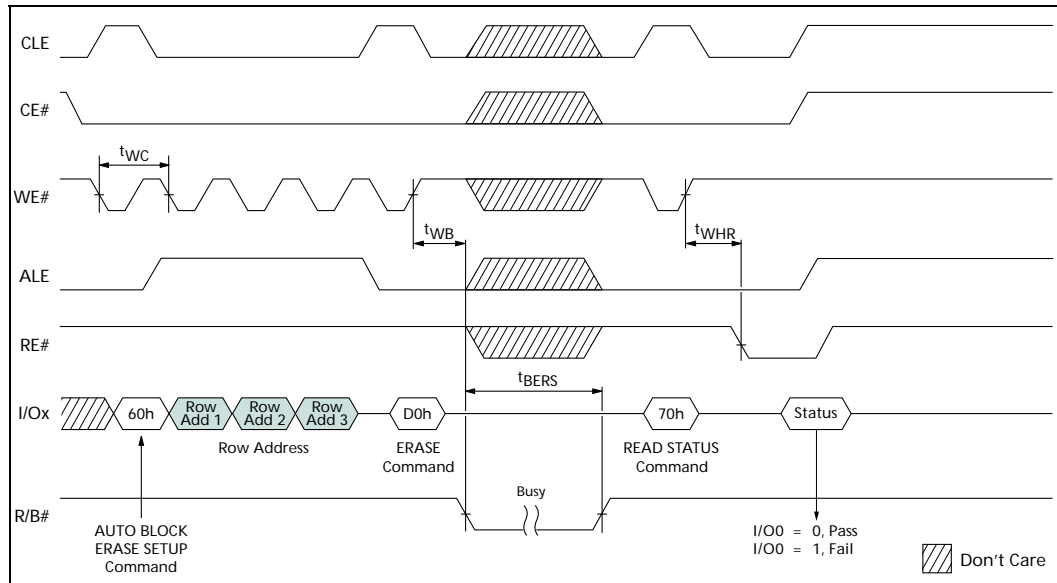 CLE
CE#
tWC
WE#
tWB
tWHR
ALE
RE#
tBERS
I/Ox
60h
Row Add 1
Row Add 2
Row Add 3
D0h
70h
Status
Row Address
ERASE
Command
READ STATUS
Command
Busy
R/B#
AUTO BLOCK
ERASE SETUP
Command
I/O0 = 0, Pass
I/O0 = 1, Fail
Don't Care